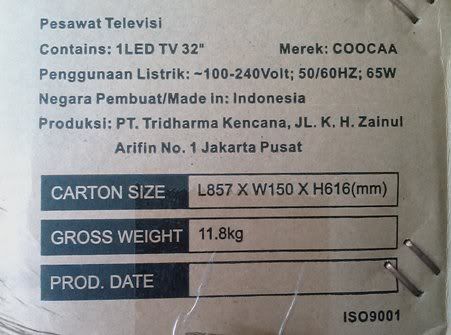 Pesawat Televisi
Contains: 1LED TV 32" Merek: COOCAA
Penggunaan Listrik: ~100-240Volt; 50/60HZ; 65W
Negara Pembuat/Made in: Indonesia
Produksi: PT. Tridharma Kencana, JL. K. H. Zainul
Arifin No. 1 Jakarta Pusat
CARTON SIZE L857 X W150 X H616(mm)
GROSS WEIGHT 11.8kg
PROD. DATE
ISO9001